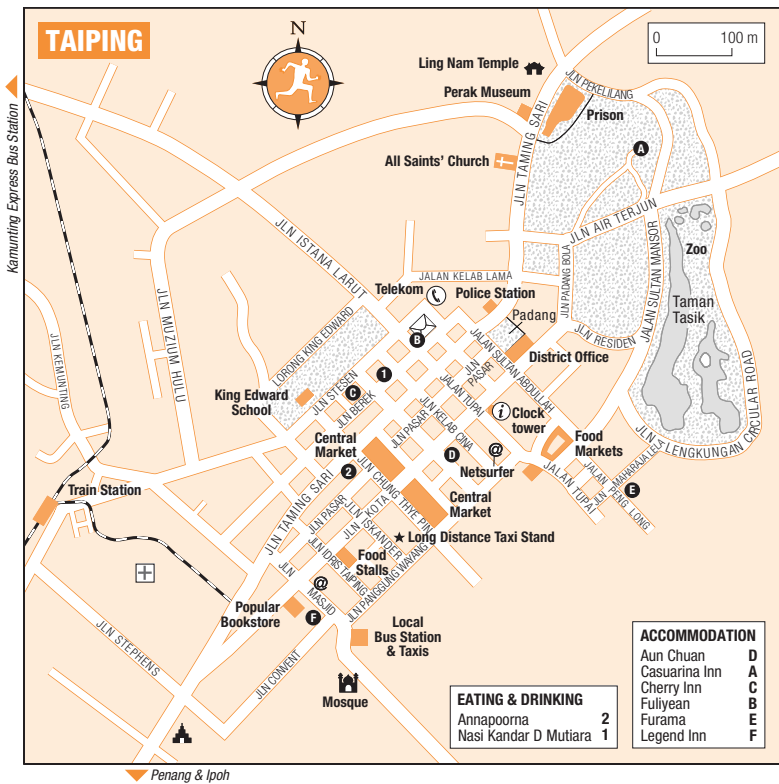 TAIPING
N
0 100 m
Kamunting Express Bus Station
Ling Nam Temple
JLN PEKELILANG
Perak Museum
Prison
JLN TAMING SARI
A
All Saints' Church
JLN AIR TERJUN
JLN ISTANA LARUT
Zoo
JALAN KELAB LAMA
JLN PADANG BOLA
JALAN SULTAN MANSOR
Telekom
Police Station
Padang
Taman
Tasik
JLN MUZIUM HULU
LORONG KING EDWARD
B
JLN RESIDEN
District Office
JLN KEMUNTING
JALAN SULTAN ABDULLAH
JLN PASAR
1
King Edward
School
JLN STESEN
C
JLN BEREK
JALAN TUPAI
i
Clock
tower
JLN LENGKUNGAN CIRCULAR ROAD
JLN PASAR
JLN KELAB CINA
@
Food
Markets
Central
Market
D
Netsurfer
JALAN TUPAI
JLN MAHARAJA LELA
JALAN PENG LONG
E
2
Train Station
JLN CHUNG THYE PIN
Central
Market
JLN TAMING SARI
JLN PASAR
JLN KOTA
JLN ISKANDER
Long Distance Taxi Stand
JLN IDRIS TAIPING
Food
Stalls
JLN PANGGUNG WAYANG
@
JLN MASJID
Popular
Bookstore
F
Local
Bus Station
& Taxis
JLN STEPHENS
JLN CONVENT
Mosque
EATING & DRINKING
Annapoorna 2
Nasi Kandar D Mutiara 1
ACCOMMODATION
Aun Chuan D
Casuarina Inn A
Cherry Inn C
Fuliyean B
Furama E
Legend Inn F
Penang & Ipoh